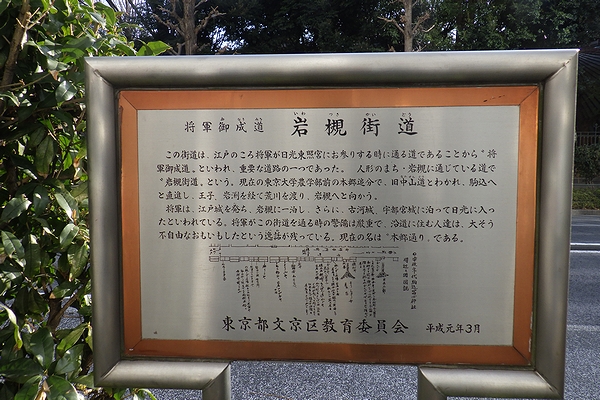 将軍御成道 岩槻街道
この街道は、江戸のころ将軍が日光東照宮にお参りする時に通る道であることから“将
軍御成道”といわれ、重要な道路の一つであった。 人形のまち・岩槻に通じている道で
“岩槻街道”という。現在の東京大学農学部前の本郷追分で、旧中山道とわかれ、駒込へ
と直進し、王子、岩渕を経て荒川を渡り、岩槻へと向かう。
将軍は、江戸城を発ち、岩槻に一泊し、さらに、古河城、宇都宮城に泊って日光に入っ
たといわれている。将軍がこの街道を通る時の警備は厳重で、沿道に住む人達は、大そう
不自由なおもいもしたという逸話が残っている。現在の名は“本郷通り”である。
東京都文京区教育委員会 平成元年3月